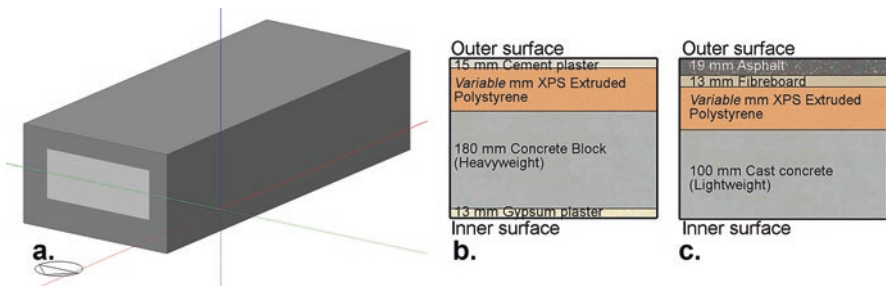 a.
Outer surface
15 mm Cement plaster
Variable mm XPS Extruded
Polystyrene
180 mm Concrete Block
(Heavyweight)
13 mm Gypsum plaster
Inner surface
b.
Outer surface
19 mm Asphalt
13 mm Fibreboard
Variable mm XPS Extruded
Polystyrene
100 mm Cast concrete
(Lightweight)
Inner surface
c.